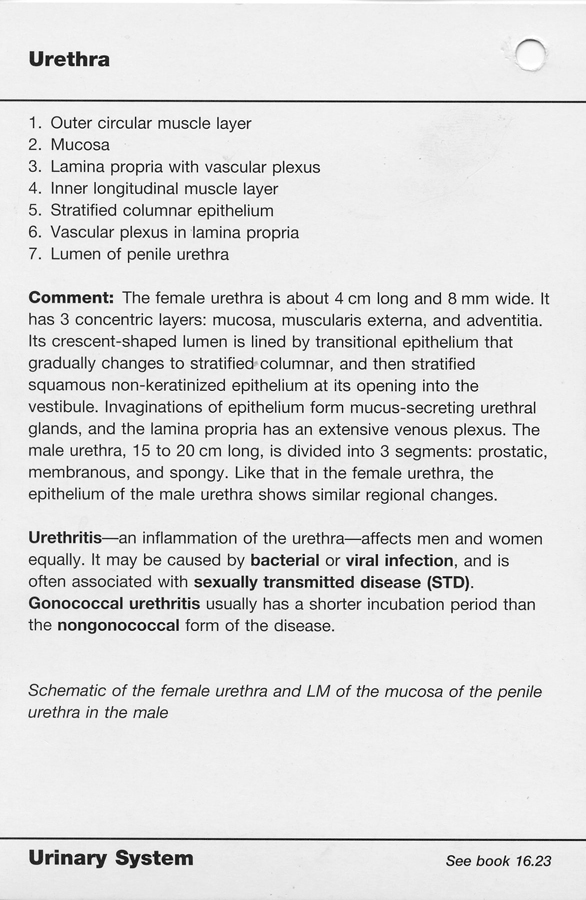 Urethra
1. Outer circular muscle layer
2. Mucosa
3. Lamina propria with vascular plexus
4. Inner longitudinal muscle layer
5. Stratified columnar epithelium
6. Vascular plexus in lamina propria
7. Lumen of penile urethra
Comment: The female urethra is about 4 cm long and 8 mm wide. It
has 3 concentric layers: mucosa, muscularis externa, and adventitia.
Its crescent-shaped lumen is lined by transitional epithelium that
gradually changes to stratified columnar, and then stratified
squamous non-keratinized epithelium at its opening into the
vestibule. Invaginations of epithelium form mucus-secreting urethral
glands, and the lamina propria has an extensive venous plexus. The
male urethra, 15 to 20 cm long, is divided into 3 segments: prostatic,
membranous, and spongy. Like that in the female urethra, the
epithelium of the male urethra shows similar regional changes.
Urethritis—an inflammation of the urethra—affects men and women
equally. It may be caused by bacterial or viral infection, and is
often associated with sexually transmitted disease (STD).
Gonococcal urethritis usually has a shorter incubation period than
the nongonococcal form of the disease.
Schematic of the female urethra and LM of the mucosa of the penile
urethra in the male
Urinary System
See book 16.23